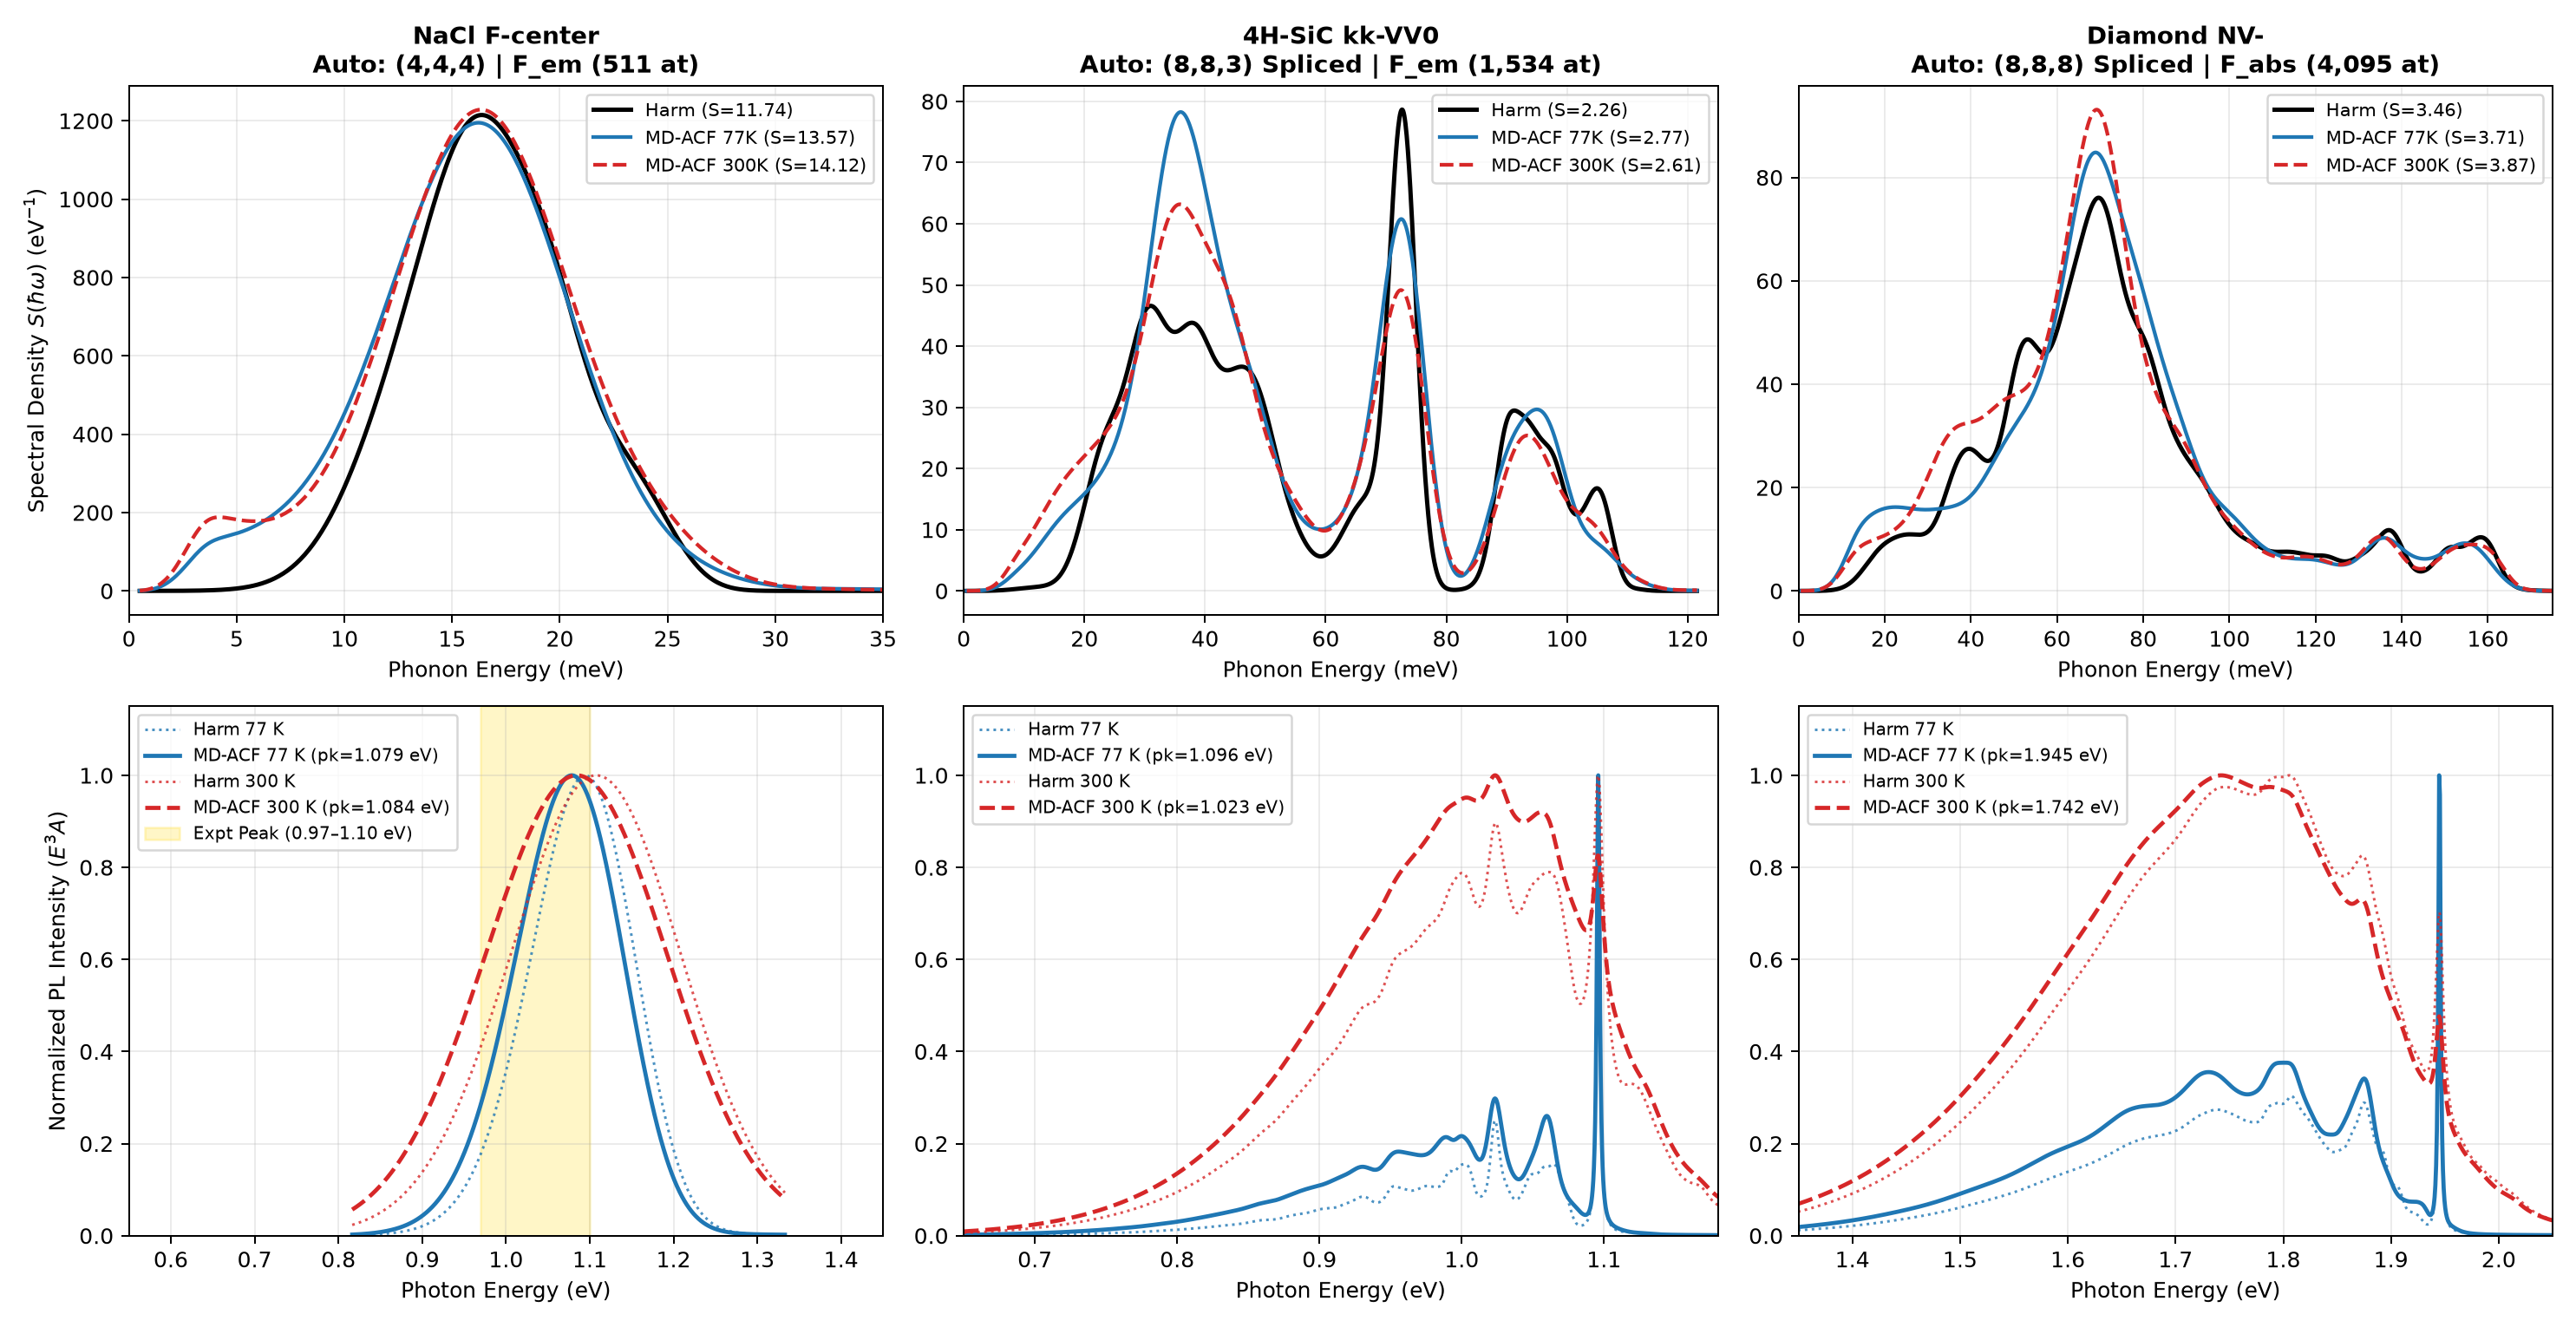 NaCl F-center
Auto: (4,4,4) | F_em (511 at)
Harm (S=11.74)
MD-ACF 77K (S=13.57)
MD-ACF 300K (S=14.12)
Spectral Density S(ħω) (eV⁻¹)
1200
1000
800
600
400
200
0
0 5 10 15 20 25 30 35
Phonon Energy (meV)
4H-SiC kk-VV0
Auto: (8,8,3) Spliced | F_em (1,534 at)
Harm (S=2.26)
MD-ACF 77K (S=2.77)
MD-ACF 300K (S=2.61)
80
70
60
50
40
30
20
10
0
0 20 40 60 80 100 120
Phonon Energy (meV)
Diamond NV-
Auto: (8,8,8) Spliced | F_abs (4,095 at)
Harm (S=3.46)
MD-ACF 77K (S=3.71)
MD-ACF 300K (S=3.87)
80
60
40
20
0
0 20 40 60 80 100 120 140 160
Phonon Energy (meV)
Harm 77 K
MD-ACF 77 K (pk=1.079 eV)
Harm 300 K
MD-ACF 300 K (pk=1.084 eV)
Expt Peak (0.97–1.10 eV)
Normalized PL Intensity (E³A)
1.0
0.8
0.6
0.4
0.2
0.0
0.6 0.7 0.8 0.9 1.0 1.1 1.2 1.3 1.4
Photon Energy (eV)
Harm 77 K
MD-ACF 77 K (pk=1.096 eV)
Harm 300 K
MD-ACF 300 K (pk=1.023 eV)
1.0
0.8
0.6
0.4
0.2
0.0
0.7 0.8 0.9 1.0 1.1
Photon Energy (eV)
Harm 77 K
MD-ACF 77 K (pk=1.945 eV)
Harm 300 K
MD-ACF 300 K (pk=1.742 eV)
1.0
0.8
0.6
0.4
0.2
0.0
1.4 1.5 1.6 1.7 1.8 1.9 2.0
Photon Energy (eV)